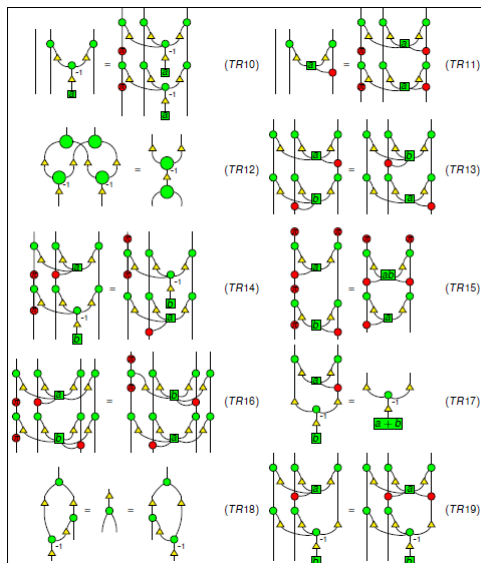 = -1 a a -1 a (TR10)
a = a a (TR11)
-1 -1 = -1 (TR12)
a b = b a (TR13)
a -1 b = -1 b a (TR14)
a b = ab a (TR15)
a b = b a (TR16)
a -1 b = -1 a + b (TR17)
-1 = = -1 (TR18)
a -1 b = a -1 b (TR19)